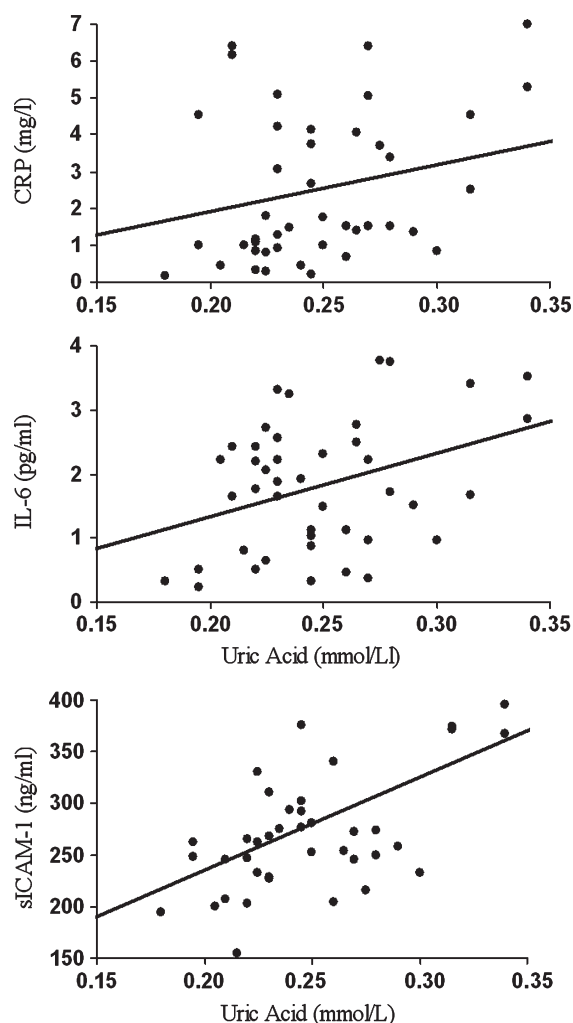 7
6
5
4
3
2
1
0
CRP (mg/l)
0.15 0.20 0.25 0.30 0.35
4
3
2
1
0
IL-6 (pg/ml)
0.15 0.20 0.25 0.30 0.35
Uric Acid (mmol/Ll)
400
350
300
250
200
150
sICAM-1 (ng/ml)
0.15 0.20 0.25 0.30 0.35
Uric Acid (mmol/L)